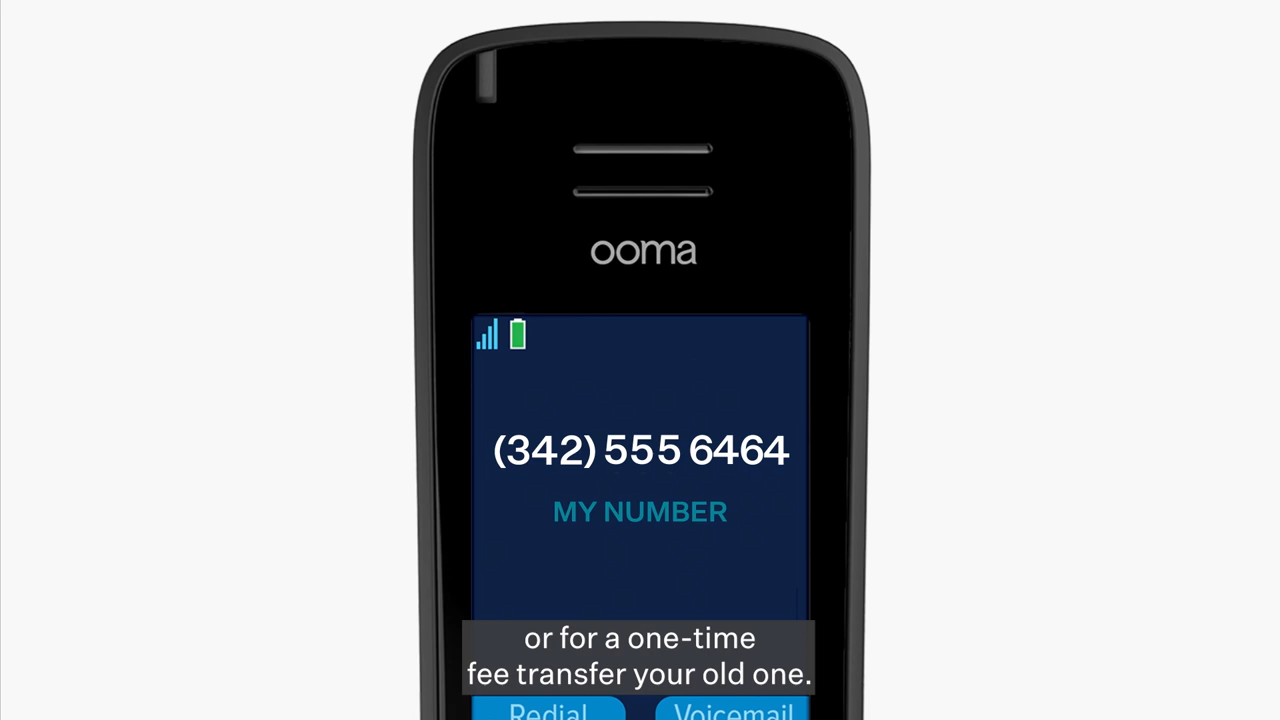 ooma
(342) 555 6464
MY NUMBER
or for a one-time
fee transfer your old one.
Redial Voicemail